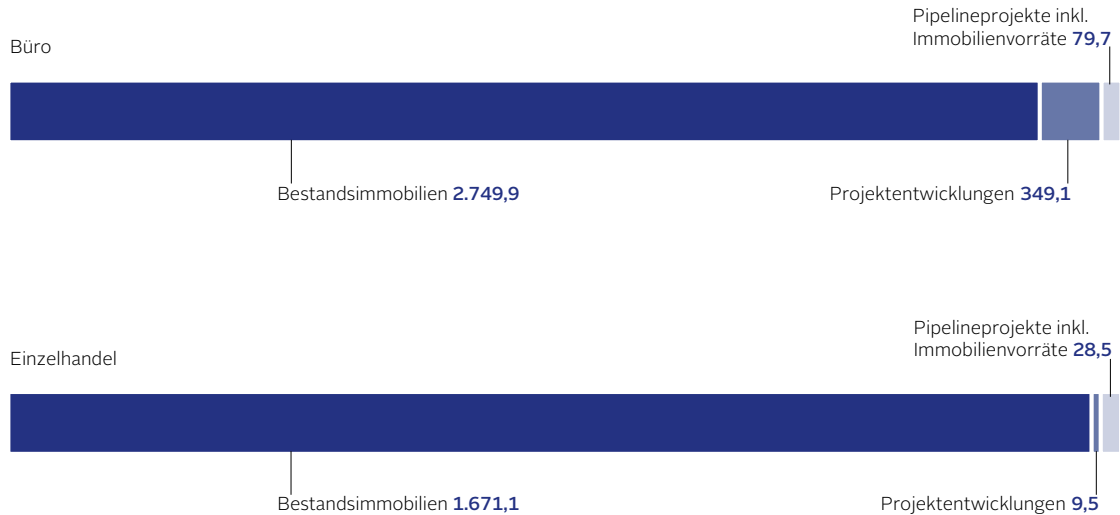 Pipelineprojekte inkl.
Immobilienvorräte 79,7
Büro
Bestandsimmobilien 2.749,9
Projektentwicklungen 349,1
Pipelineprojekte inkl.
Immobilienvorräte 28,5
Einzelhandel
Bestandsimmobilien 1.671,1
Projektentwicklungen 9,5